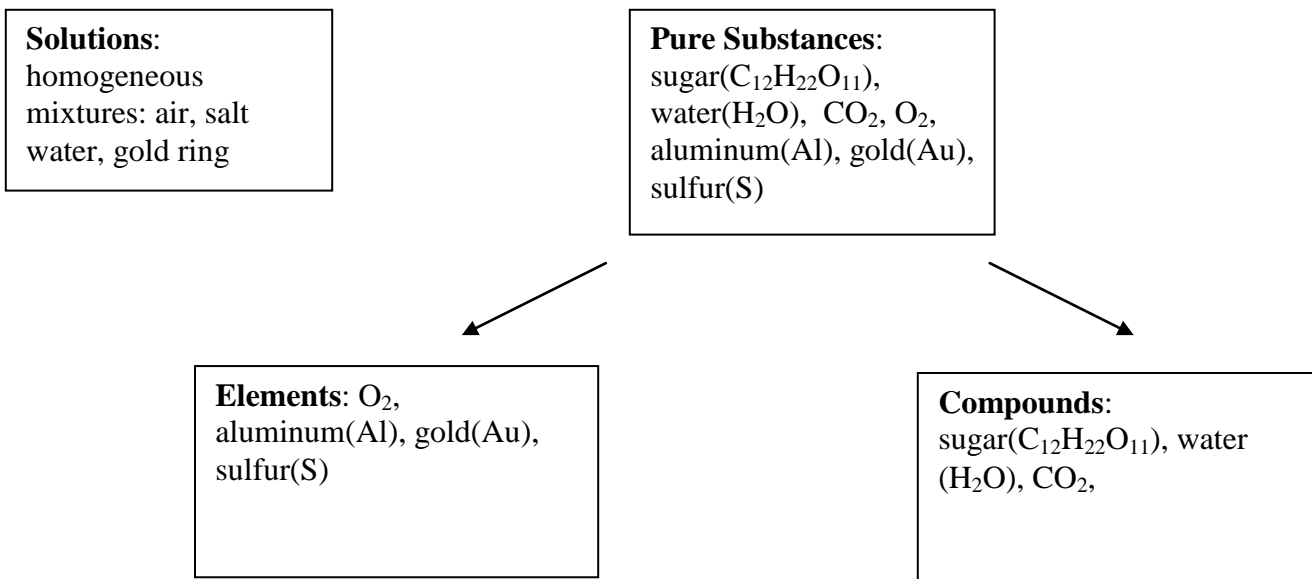 Solutions:
homogeneous
mixtures: air, salt
water, gold ring
Pure Substances:
sugar(C₁₂H₂₂O₁₁),
water(H₂O), CO₂, O₂,
aluminum(Al), gold(Au),
sulfur(S)
Elements: O₂,
aluminum(Al), gold(Au),
sulfur(S)
Compounds:
sugar(C₁₂H₂₂O₁₁), water
(H₂O), CO₂,